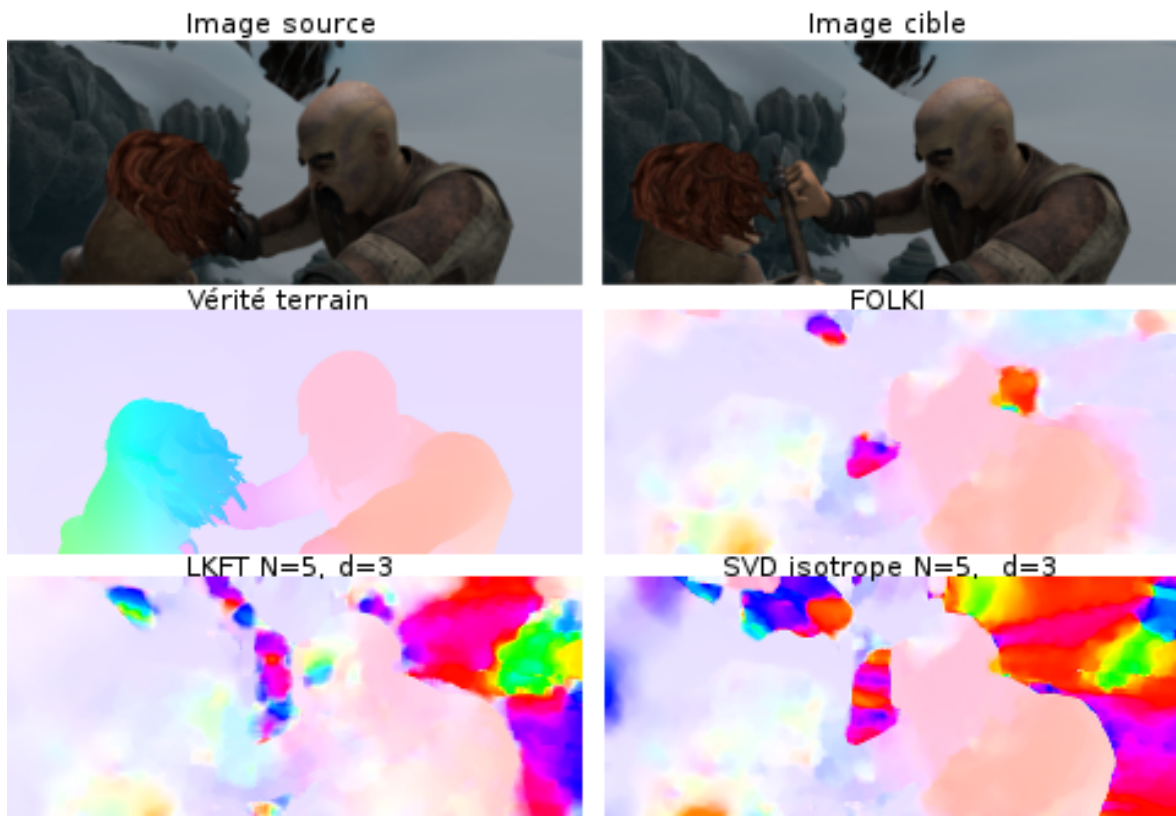 Image source
Image cible
Vérité terrain
FOLKI
LKFT N=5, d=3
SVD isotrope N=5, d=3